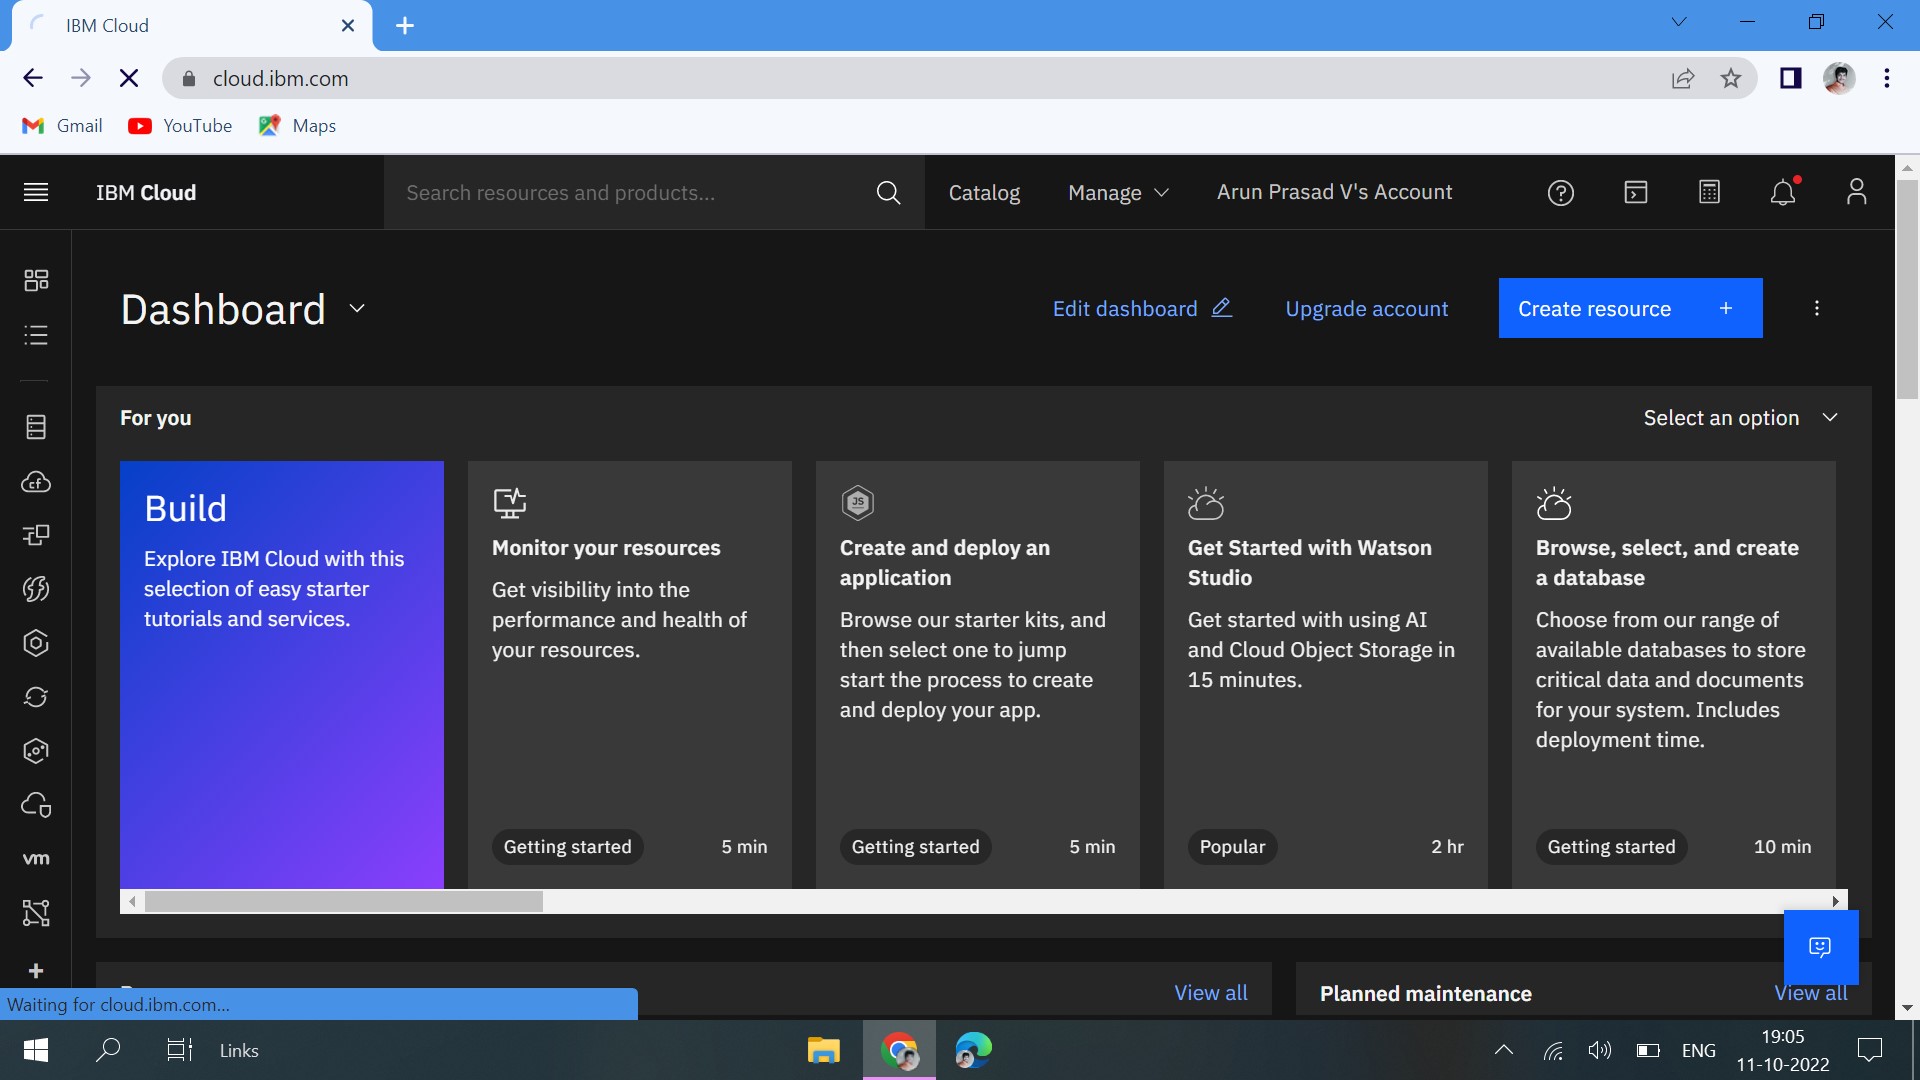 IBM Cloud
cloud.ibm.com
Gmail
YouTube
Maps
IBM Cloud
Search resources and products...
Catalog
Manage
Arun Prasad V's Account
Dashboard
Edit dashboard
Upgrade account
Create resource
For you
Select an option
Build
Explore IBM Cloud with this
selection of easy starter
tutorials and services.
Monitor your resources
Get visibility into the
performance and health of
your resources.
Getting started
5 min
JS
Create and deploy an
application
Browse our starter kits, and
then select one to jump
start the process to create
and deploy your app.
Getting started
5 min
Get Started with Watson
Studio
Get started with using AI
and Cloud Object Storage in
15 minutes.
Popular
2 hr
Browse, select, and create
a database
Choose from our range of
available databases to store
critical data and documents
for your system. Includes
deployment time.
Getting started
10 min
cf
vm
View all
Planned maintenance
View all
Waiting for cloud.ibm.com...
Links
ENG
19:05
11-10-2022